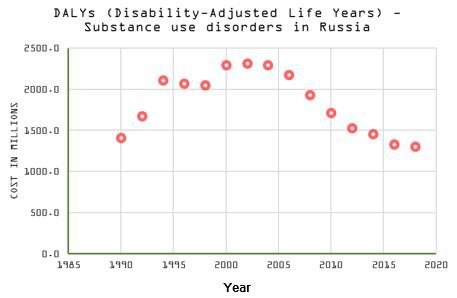 DALYs (Disability-Adjusted Life Years) -
Substance use disorders in Russia
2500.0
2000.0
1500.0
1000.0
500.0
0.0
COST IN MILLIONS
1985 1990 1995 2000 2005 2010 2015 2020
Year